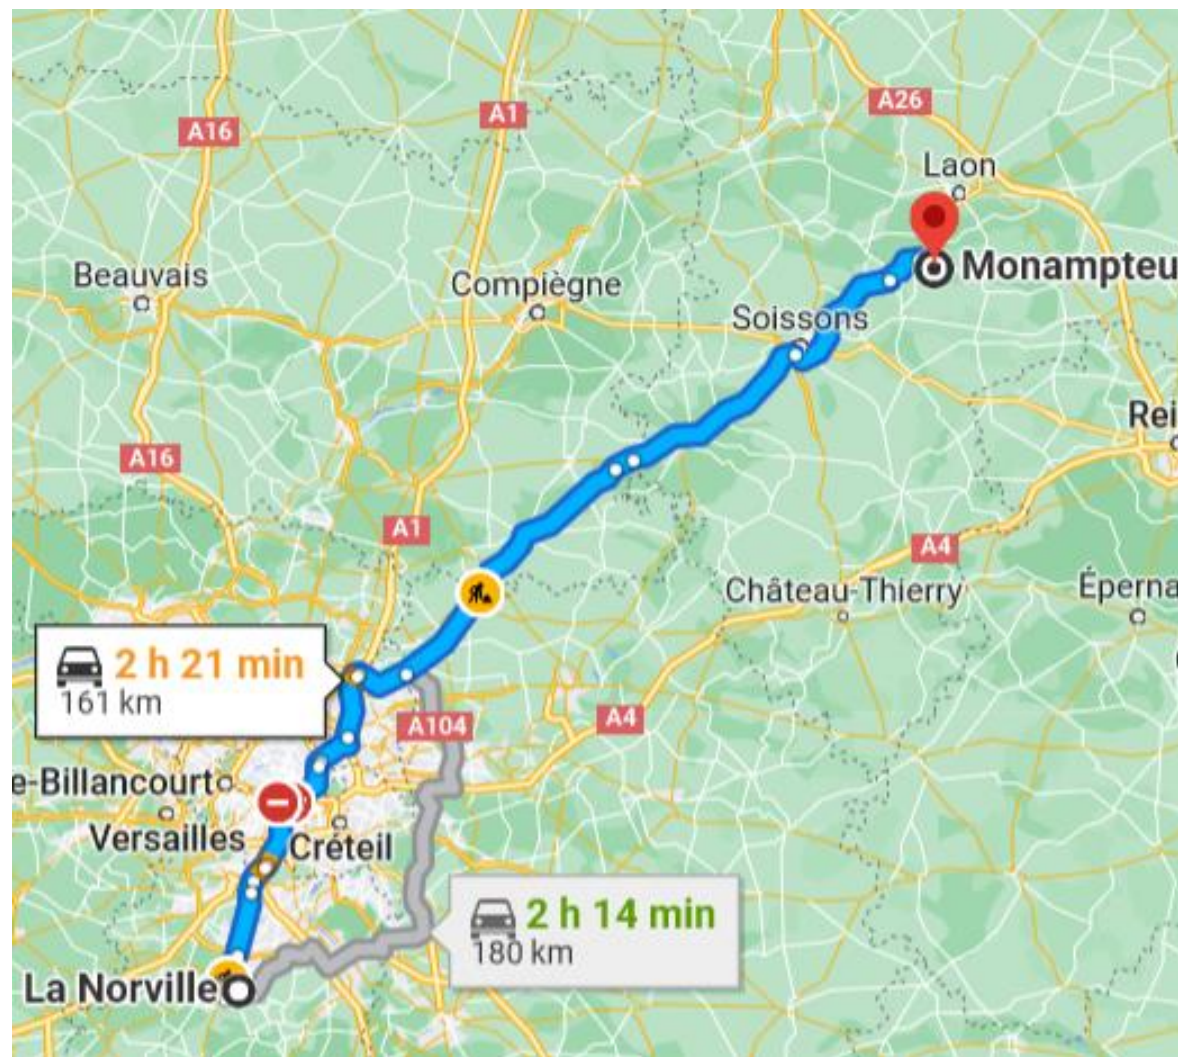 A26
A1
A16
Laon
Monampteu
Beauvais
Compiègne
Soissons
Rei
A16
A1
A4
Château-Thierry
Éperna
2 h 21 min
161 km
A104
A4
e-Billancourt
Versailles
Créteil
2 h 14 min
180 km
La Norville